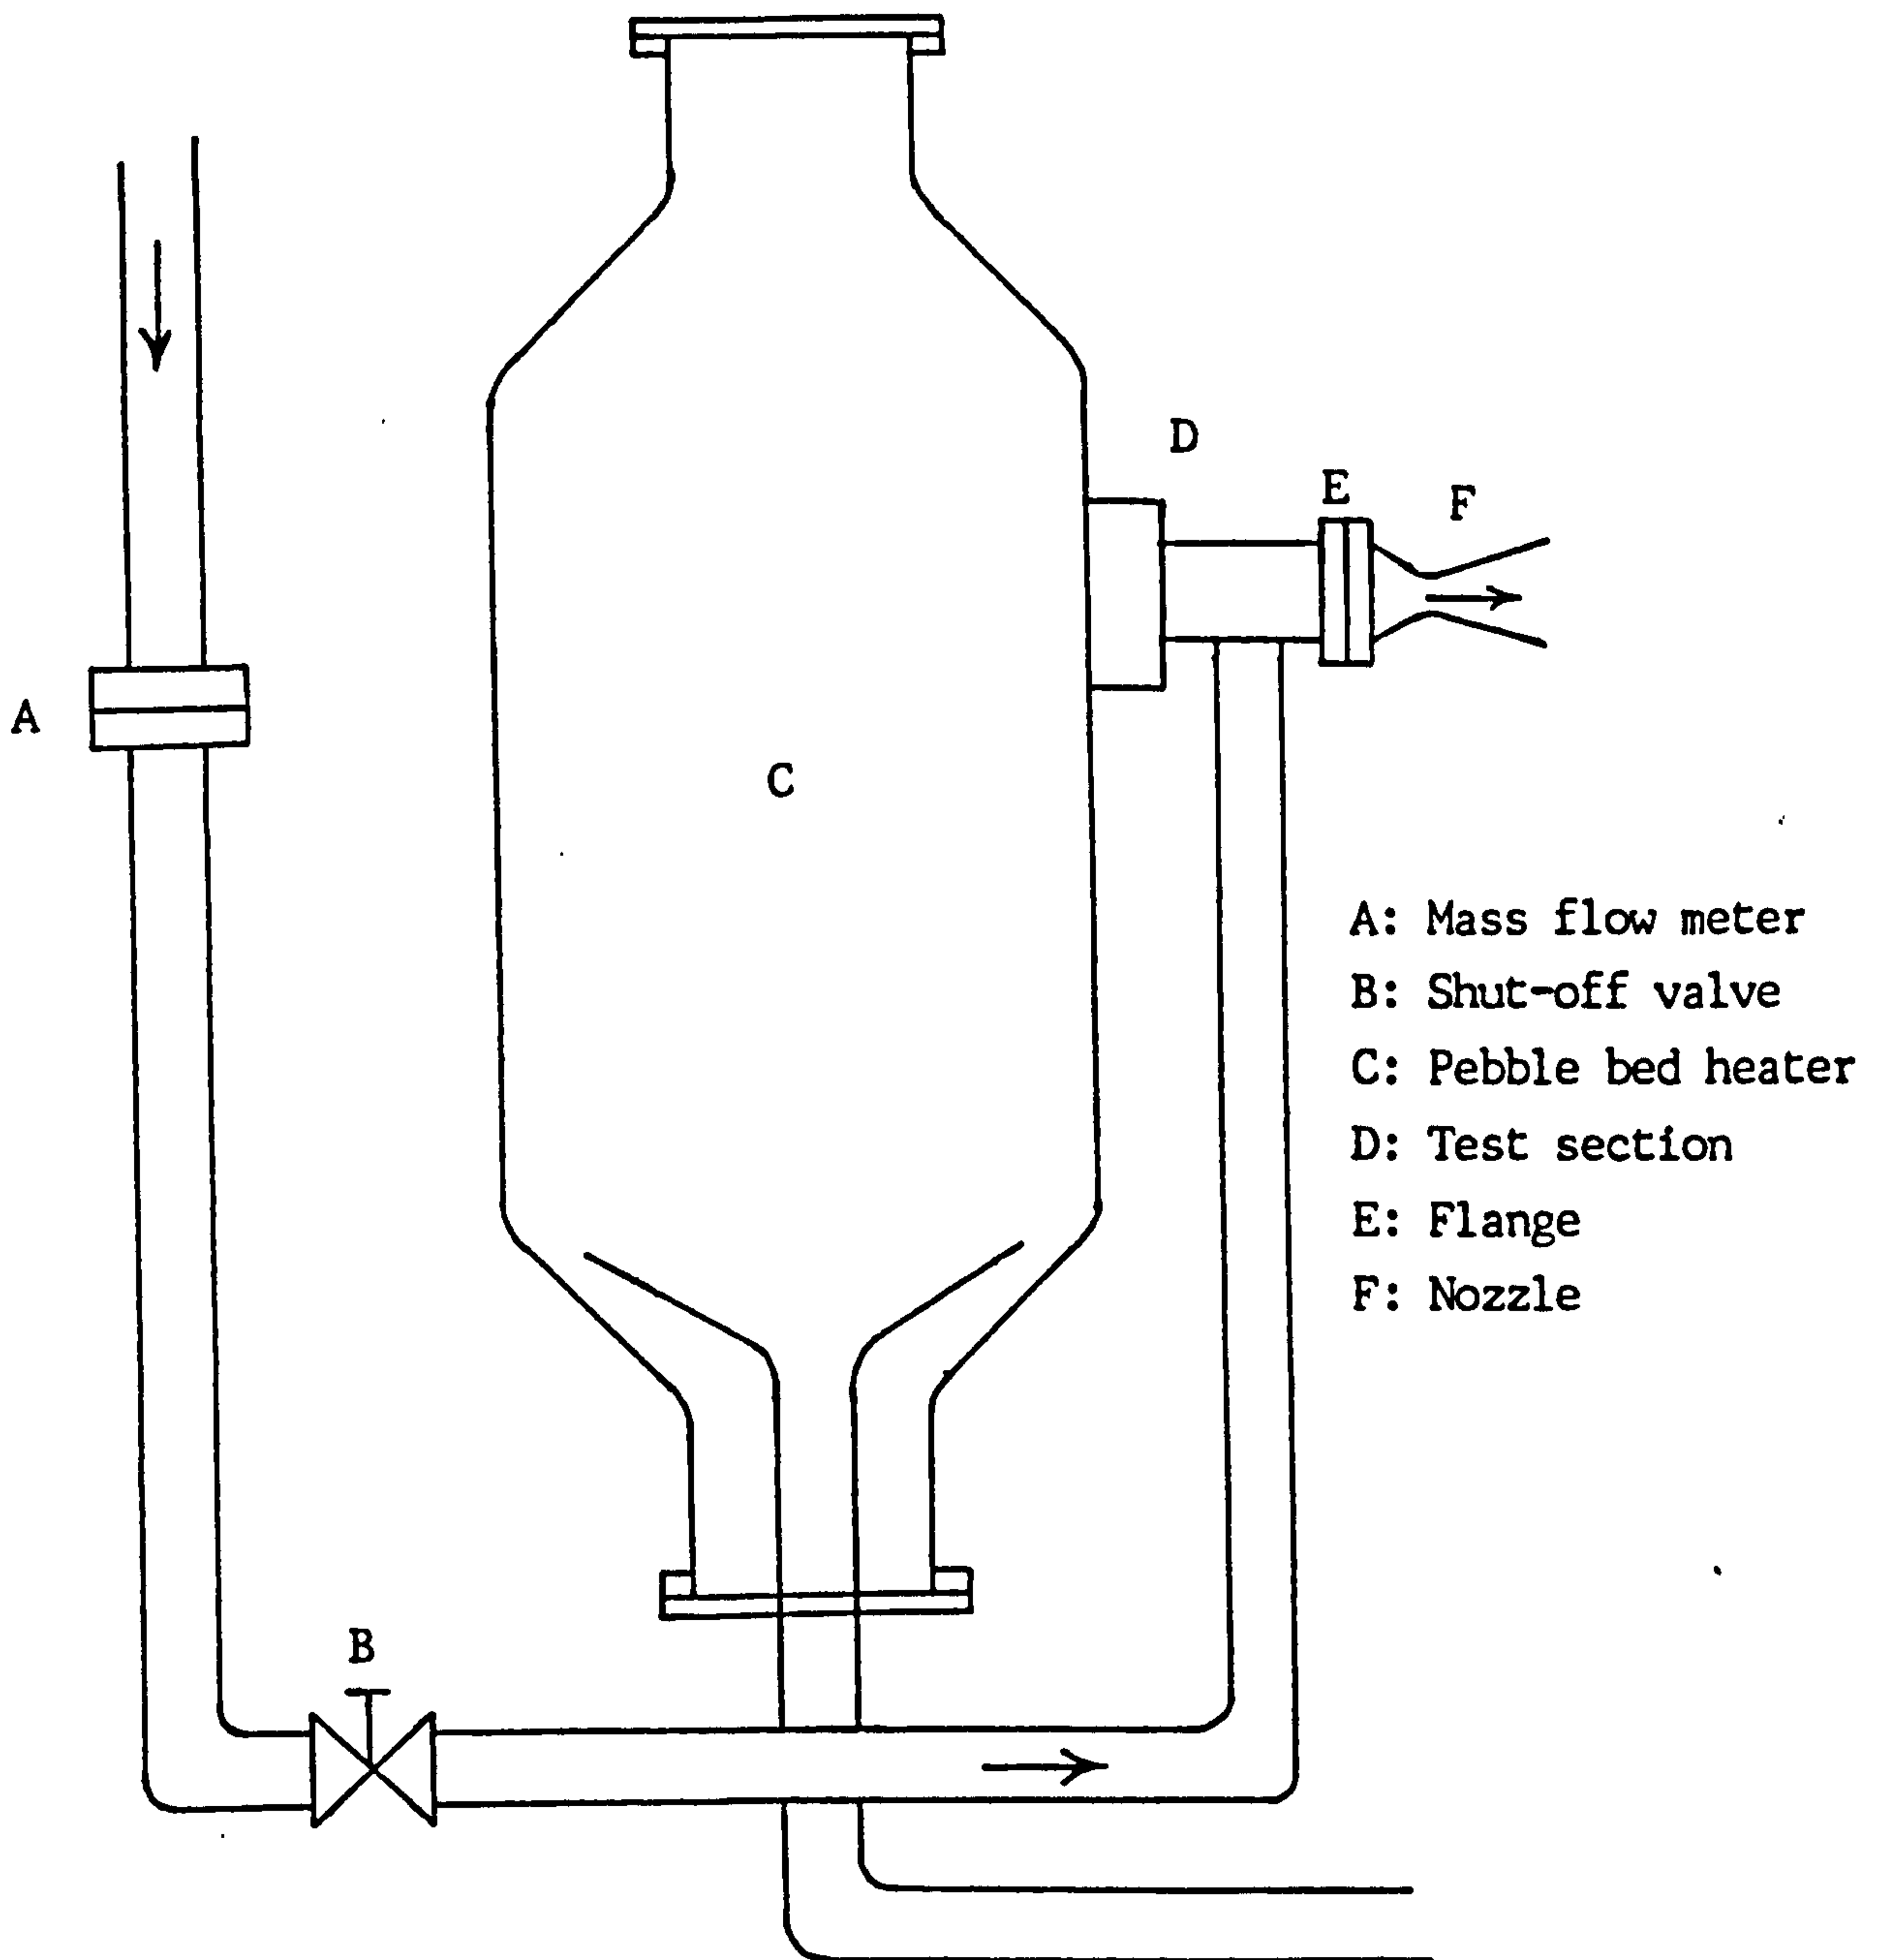 D
E
F
A
C
A: Mass flow meter
B: Shut-off valve
C: Pebble bed heater
D: Test section
E: Flange
F: Nozzle
B